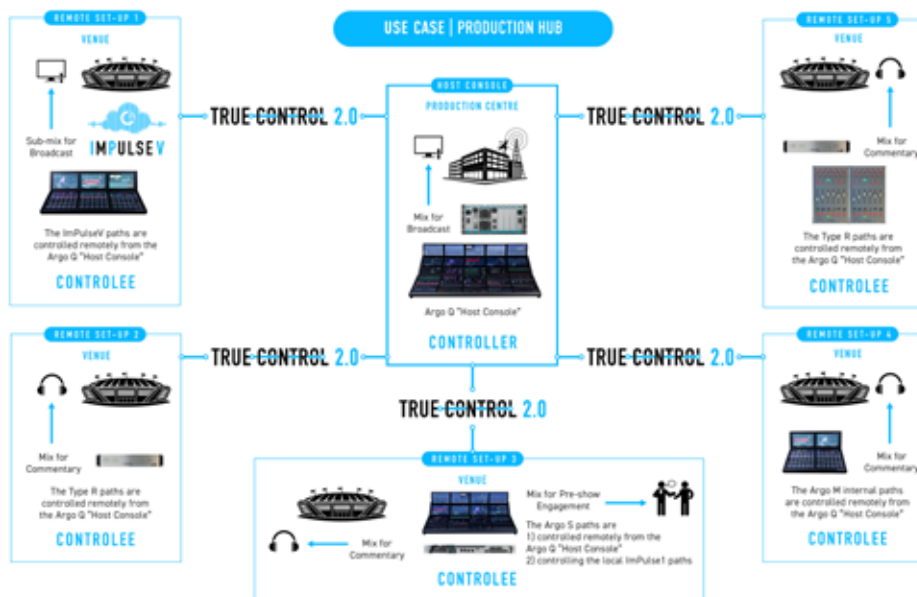 USE CASE | PRODUCTION HUB
REMOTE SET-UP 1
VENUE
Sub-mix for
Broadcast
IMPULSE V
The ImPulseV paths are
controlled remotely from the
Argo Q "Host Console"
CONTROLEE
TRUE CONTROL 2.0
HOST CONSOLE
PRODUCTION CENTRE
Mix for
Broadcast
Argo Q "Host Console"
CONTROLLER
TRUE CONTROL 2.0
REMOTE SET-UP 5
VENUE
Mix for
Commentary
The Type R paths are
controlled remotely from
the Argo Q "Host Console"
CONTROLEE
REMOTE SET-UP 2
VENUE
Mix for
Commentary
The Type R paths are
controlled remotely from
the Argo Q "Host Console"
CONTROLEE
TRUE CONTROL 2.0
TRUE CONTROL 2.0
TRUE CONTROL 2.0
REMOTE SET-UP 3
VENUE
Mix for
Commentary
Mix for Pre-show
Engagement
The Argo S paths are
1) controlled remotely from the
Argo Q "Host Console"
2) controlling the local ImPulse1 paths
CONTROLEE
REMOTE SET-UP 4
VENUE
Mix for
Commentary
The Argo M internal paths
are controlled remotely from
the Argo Q "Host Console"
CONTROLEE